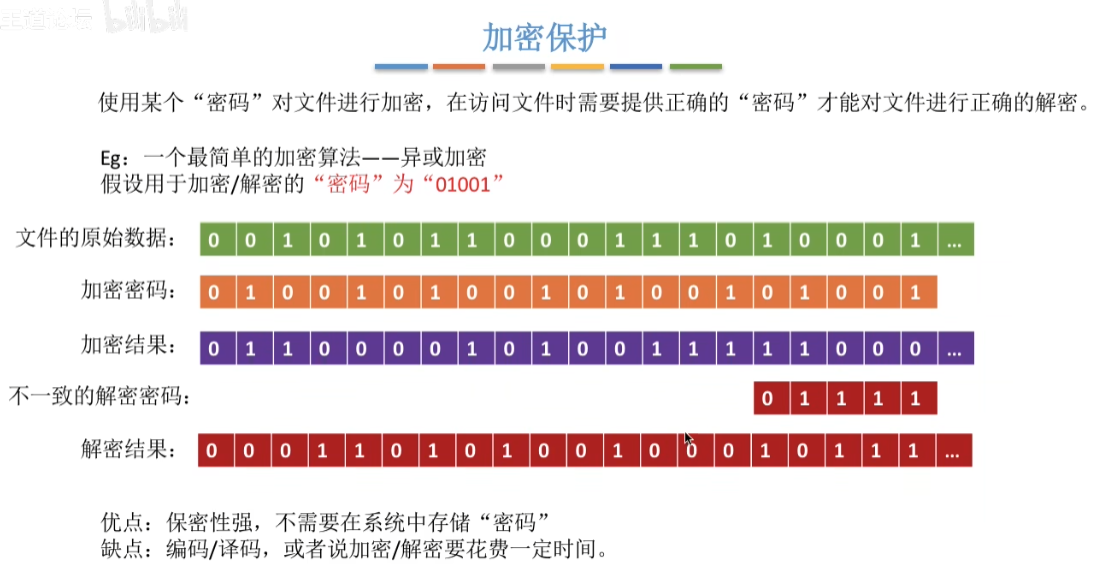 王道论坛 bilibili
加密保护
使用某个“密码”对文件进行加密，在访问文件时需要提供正确的“密码”才能对文件进行正确的解密。
Eg：一个最简单的加密算法——异或加密
假设用于加密/解密的“密码”为“01001”
文件的原始数据： 0 0 1 0 1 0 1 1 0 0 0 1 1 1 0 1 0 0 0 1 ...
加密密码： 0 1 0 0 1 0 1 0 0 1 0 1 0 0 1 0 1 0 0 1
加密结果： 0 1 1 0 0 0 0 1 0 1 0 0 1 1 1 1 1 0 0 0 ...
不一致的解密密码： 0 1 1 1 1
解密结果： 0 0 0 1 1 0 1 0 1 0 0 1 0 0 0 1 0 1 1 1 ...
优点：保密性强，不需要在系统中存储“密码”
缺点：编码/译码，或者说加密/解密要花费一定时间。